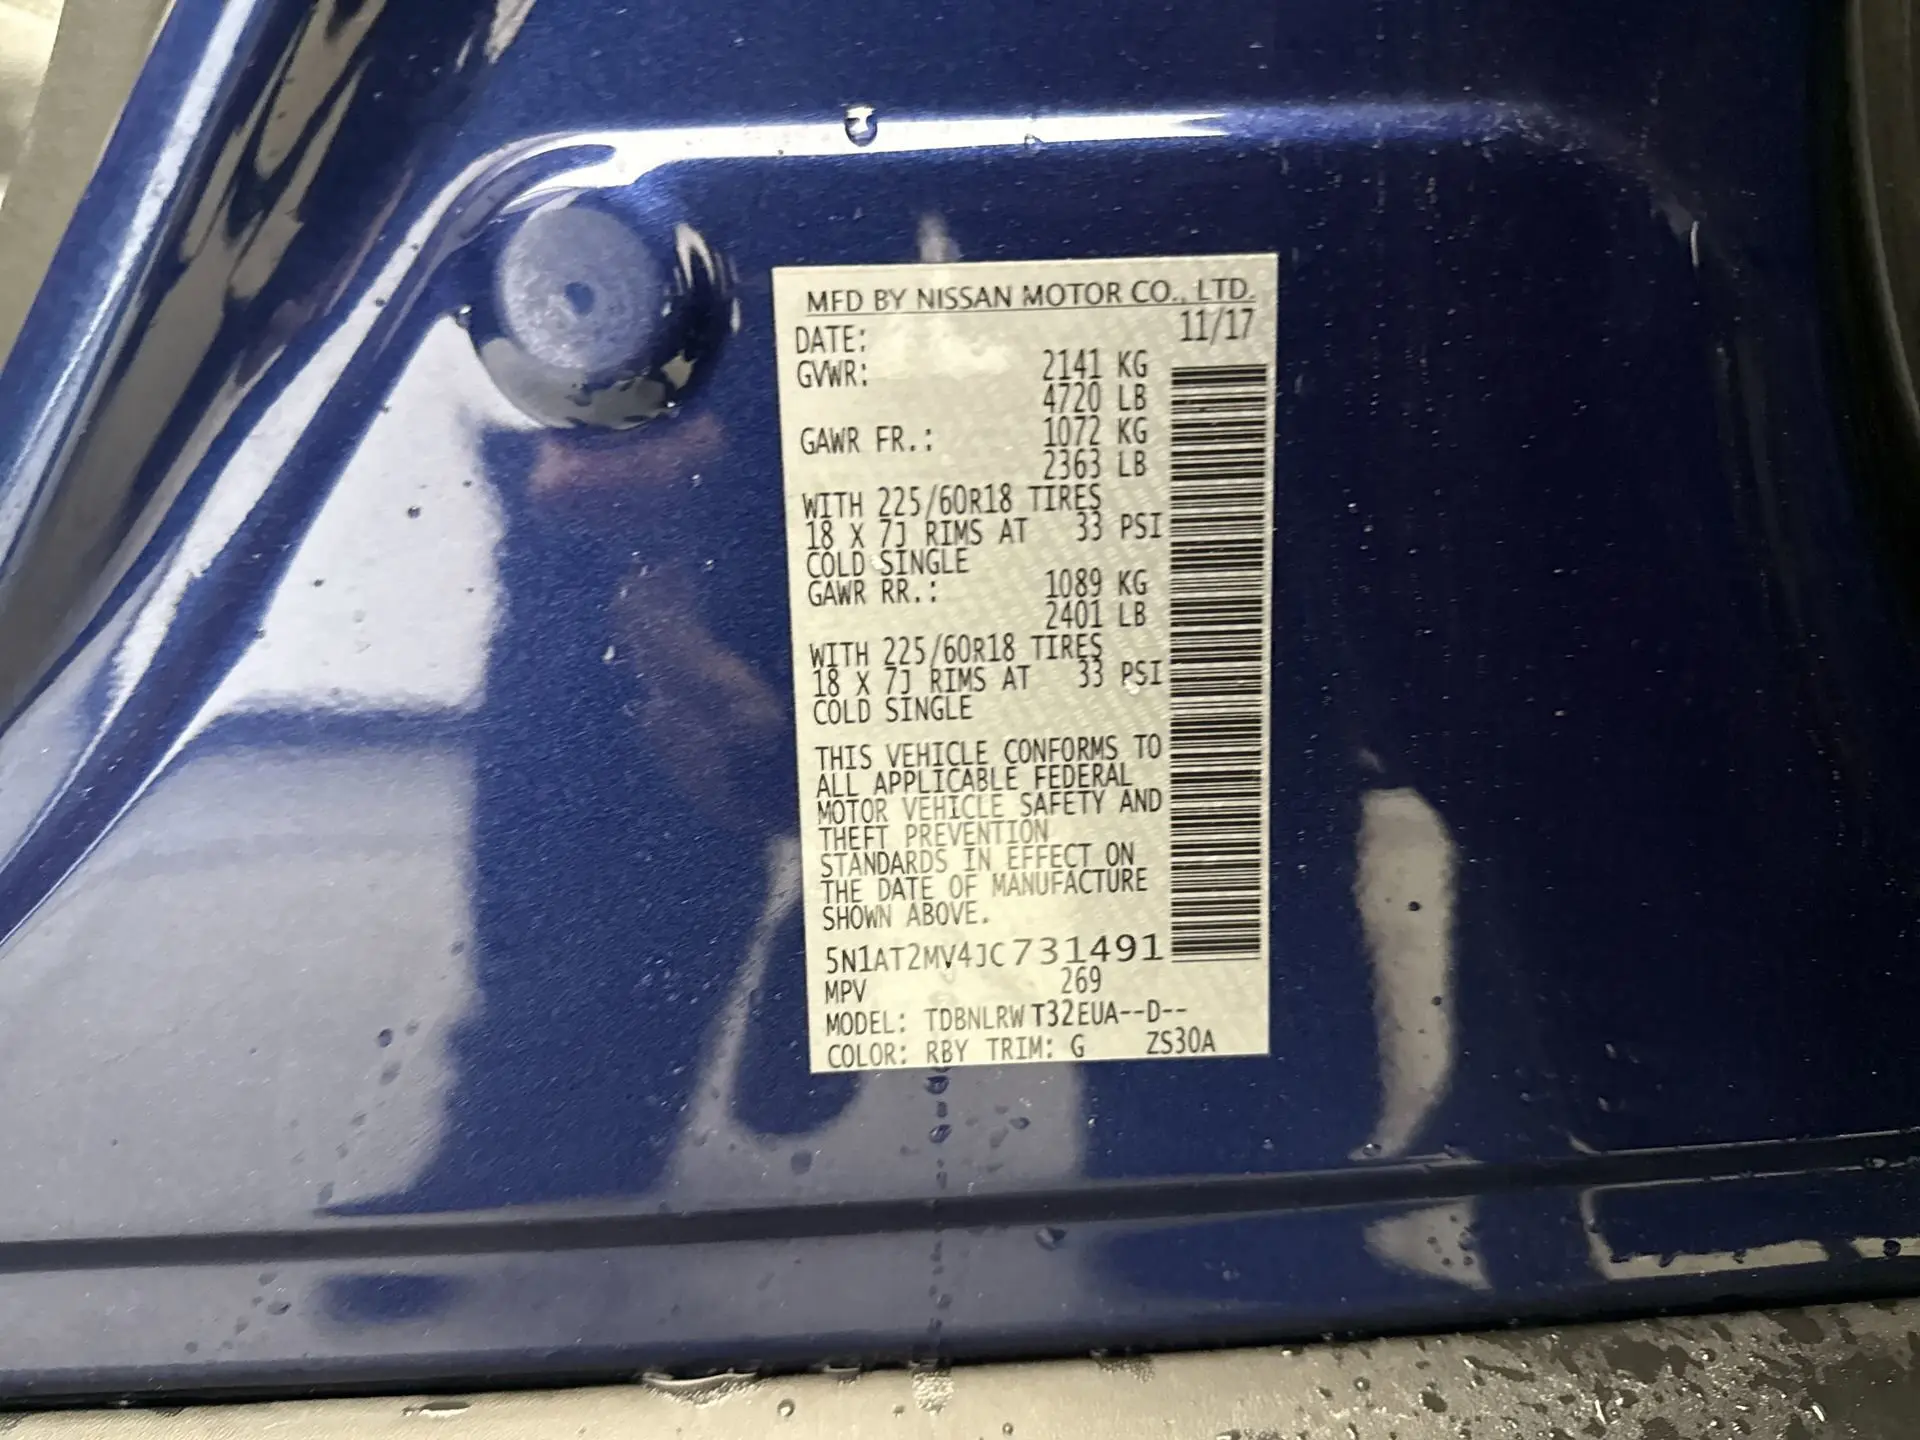 MFD BY NISSAN MOTOR CO., LTD.
DATE: 11/17
GVWR: 2141 KG
4720 LB
GAWR FR.: 1072 KG
2363 LB
WITH 225/60R18 TIRES
18 X 7J RIMS AT 33 PSI
COLD SINGLE
GAWR RR.: 1089 KG
2401 LB
WITH 225/60R18 TIRES
18 X 7J RIMS AT 33 PSI
COLD SINGLE
THIS VEHICLE CONFORMS TO
ALL APPLICABLE FEDERAL
MOTOR VEHICLE SAFETY AND
THEFT PREVENTION
STANDARDS IN EFFECT ON
THE DATE OF MANUFACTURE
SHOWN ABOVE.
5N1AT2MV4JC731491
MPV 269
MODEL: TDBNLRW T32EUA--D--
COLOR: RBY TRIM: G ZS30A